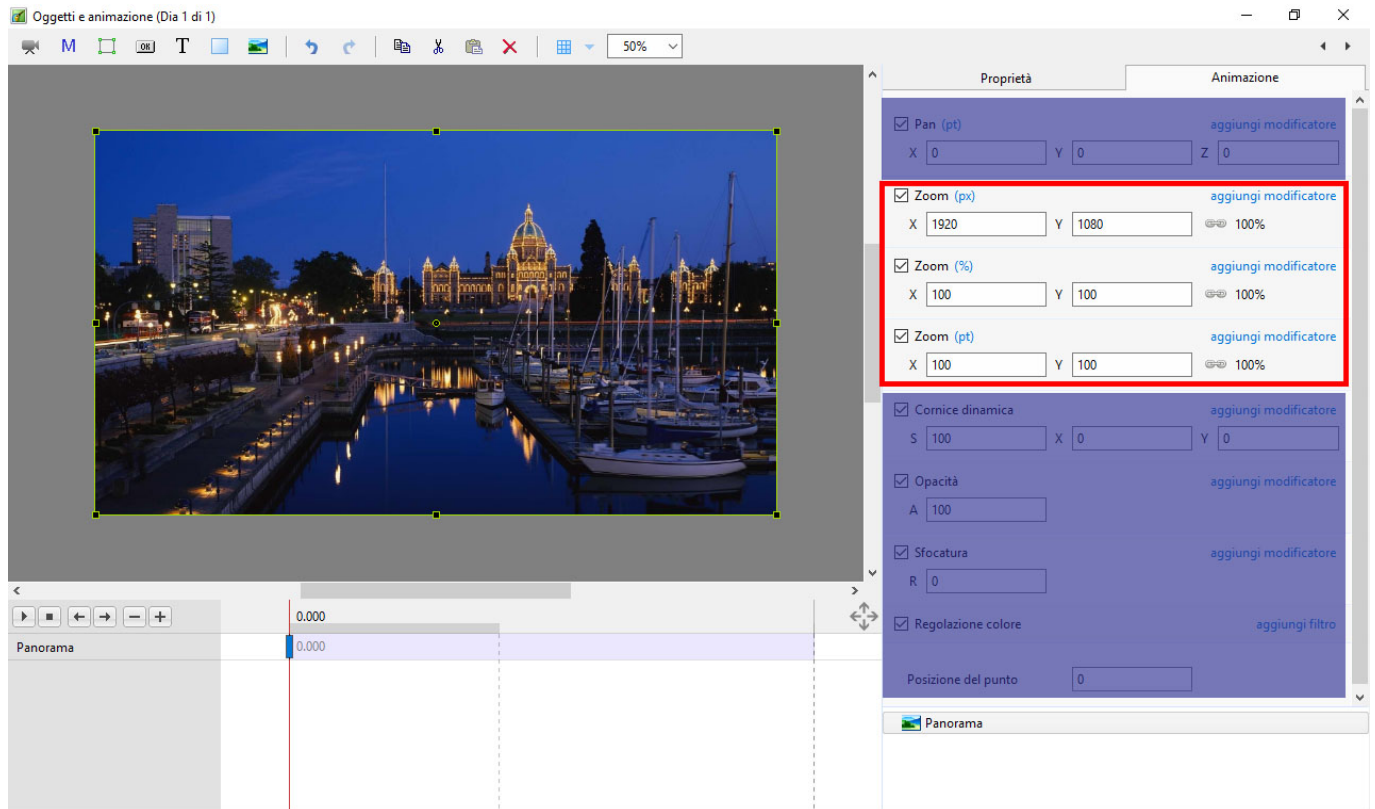 Oggetti e animazione (Dia 1 di 1)
M OK T 50%
Proprietà Animazione
Pan (pt) aggiungi modificatore
X 0 Y 0 Z 0
Zoom (px) aggiungi modificatore
X 1920 Y 1080 100%
Zoom (%) aggiungi modificatore
X 100 Y 100 100%
Zoom (pt) aggiungi modificatore
X 100 Y 100 100%
Cornice dinamica aggiungi modificatore
S 100 X 0 Y 0
Opacità aggiungi modificatore
A 100
Sfocatura aggiungi modificatore
R 0
Regolazione colore aggiungi filtro
Posizione del punto 0
Panorama
0.000
Panorama 0.000